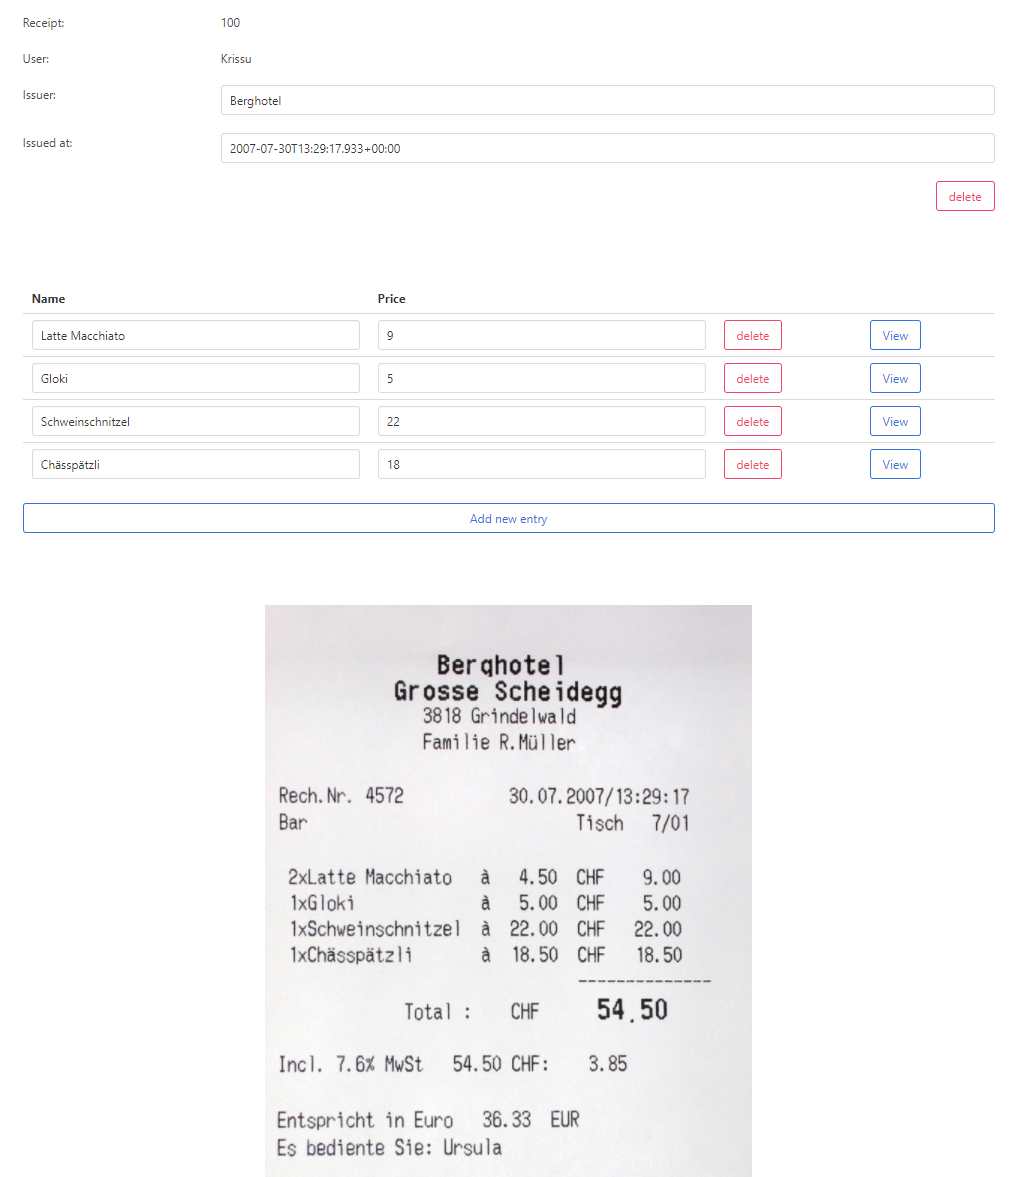 Receipt: 100
User: Krissu
Issuer: Berghotel
Issued at: 2007-07-30T13:29:17.933+00:00
delete
Name Price
Latte Macchiato 9 delete View
Gloki 5 delete View
Schweinschnitzel 22 delete View
Chässpätzli 18 delete View
Add new entry
Berghotel
Grosse Scheidegg
3818 Grindelwald
Familie R.Müller
Rech.Nr. 4572 30.07.2007/13:29:17
Bar Tisch 7/01
2xLatte Macchiato à 4.50 CHF 9.00
1xGloki à 5.00 CHF 5.00
1xSchweinschnitzel à 22.00 CHF 22.00
1xChässpätzli à 18.50 CHF 18.50
--------------
Total : CHF 54.50
Incl. 7.6% MwSt 54.50 CHF: 3.85
Entspricht in Euro 36.33 EUR
Es bediente Sie: Ursula